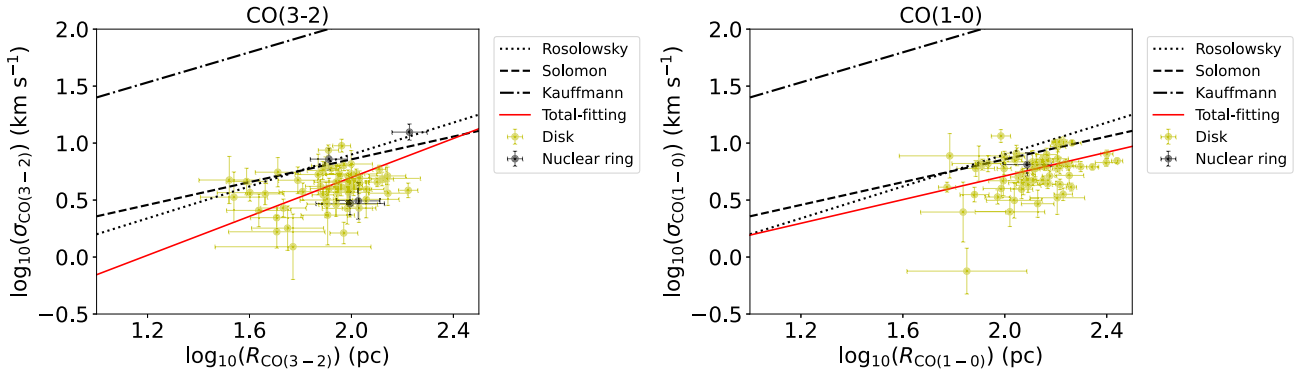 CO(3-2)
log₁₀(σ_CO(3−2)) (km s⁻¹)
2.0
1.5
1.0
0.5
0.0
−0.5
1.2
1.6
2.0
2.4
log₁₀(R_CO(3−2)) (pc)
Rosolowsky
Solomon
Kauffmann
Total-fitting
Disk
Nuclear ring
CO(1-0)
log₁₀(σ_CO(1−0)) (km s⁻¹)
2.0
1.5
1.0
0.5
0.0
−0.5
1.2
1.6
2.0
2.4
log₁₀(R_CO(1−0)) (pc)
Rosolowsky
Solomon
Kauffmann
Total-fitting
Disk
Nuclear ring